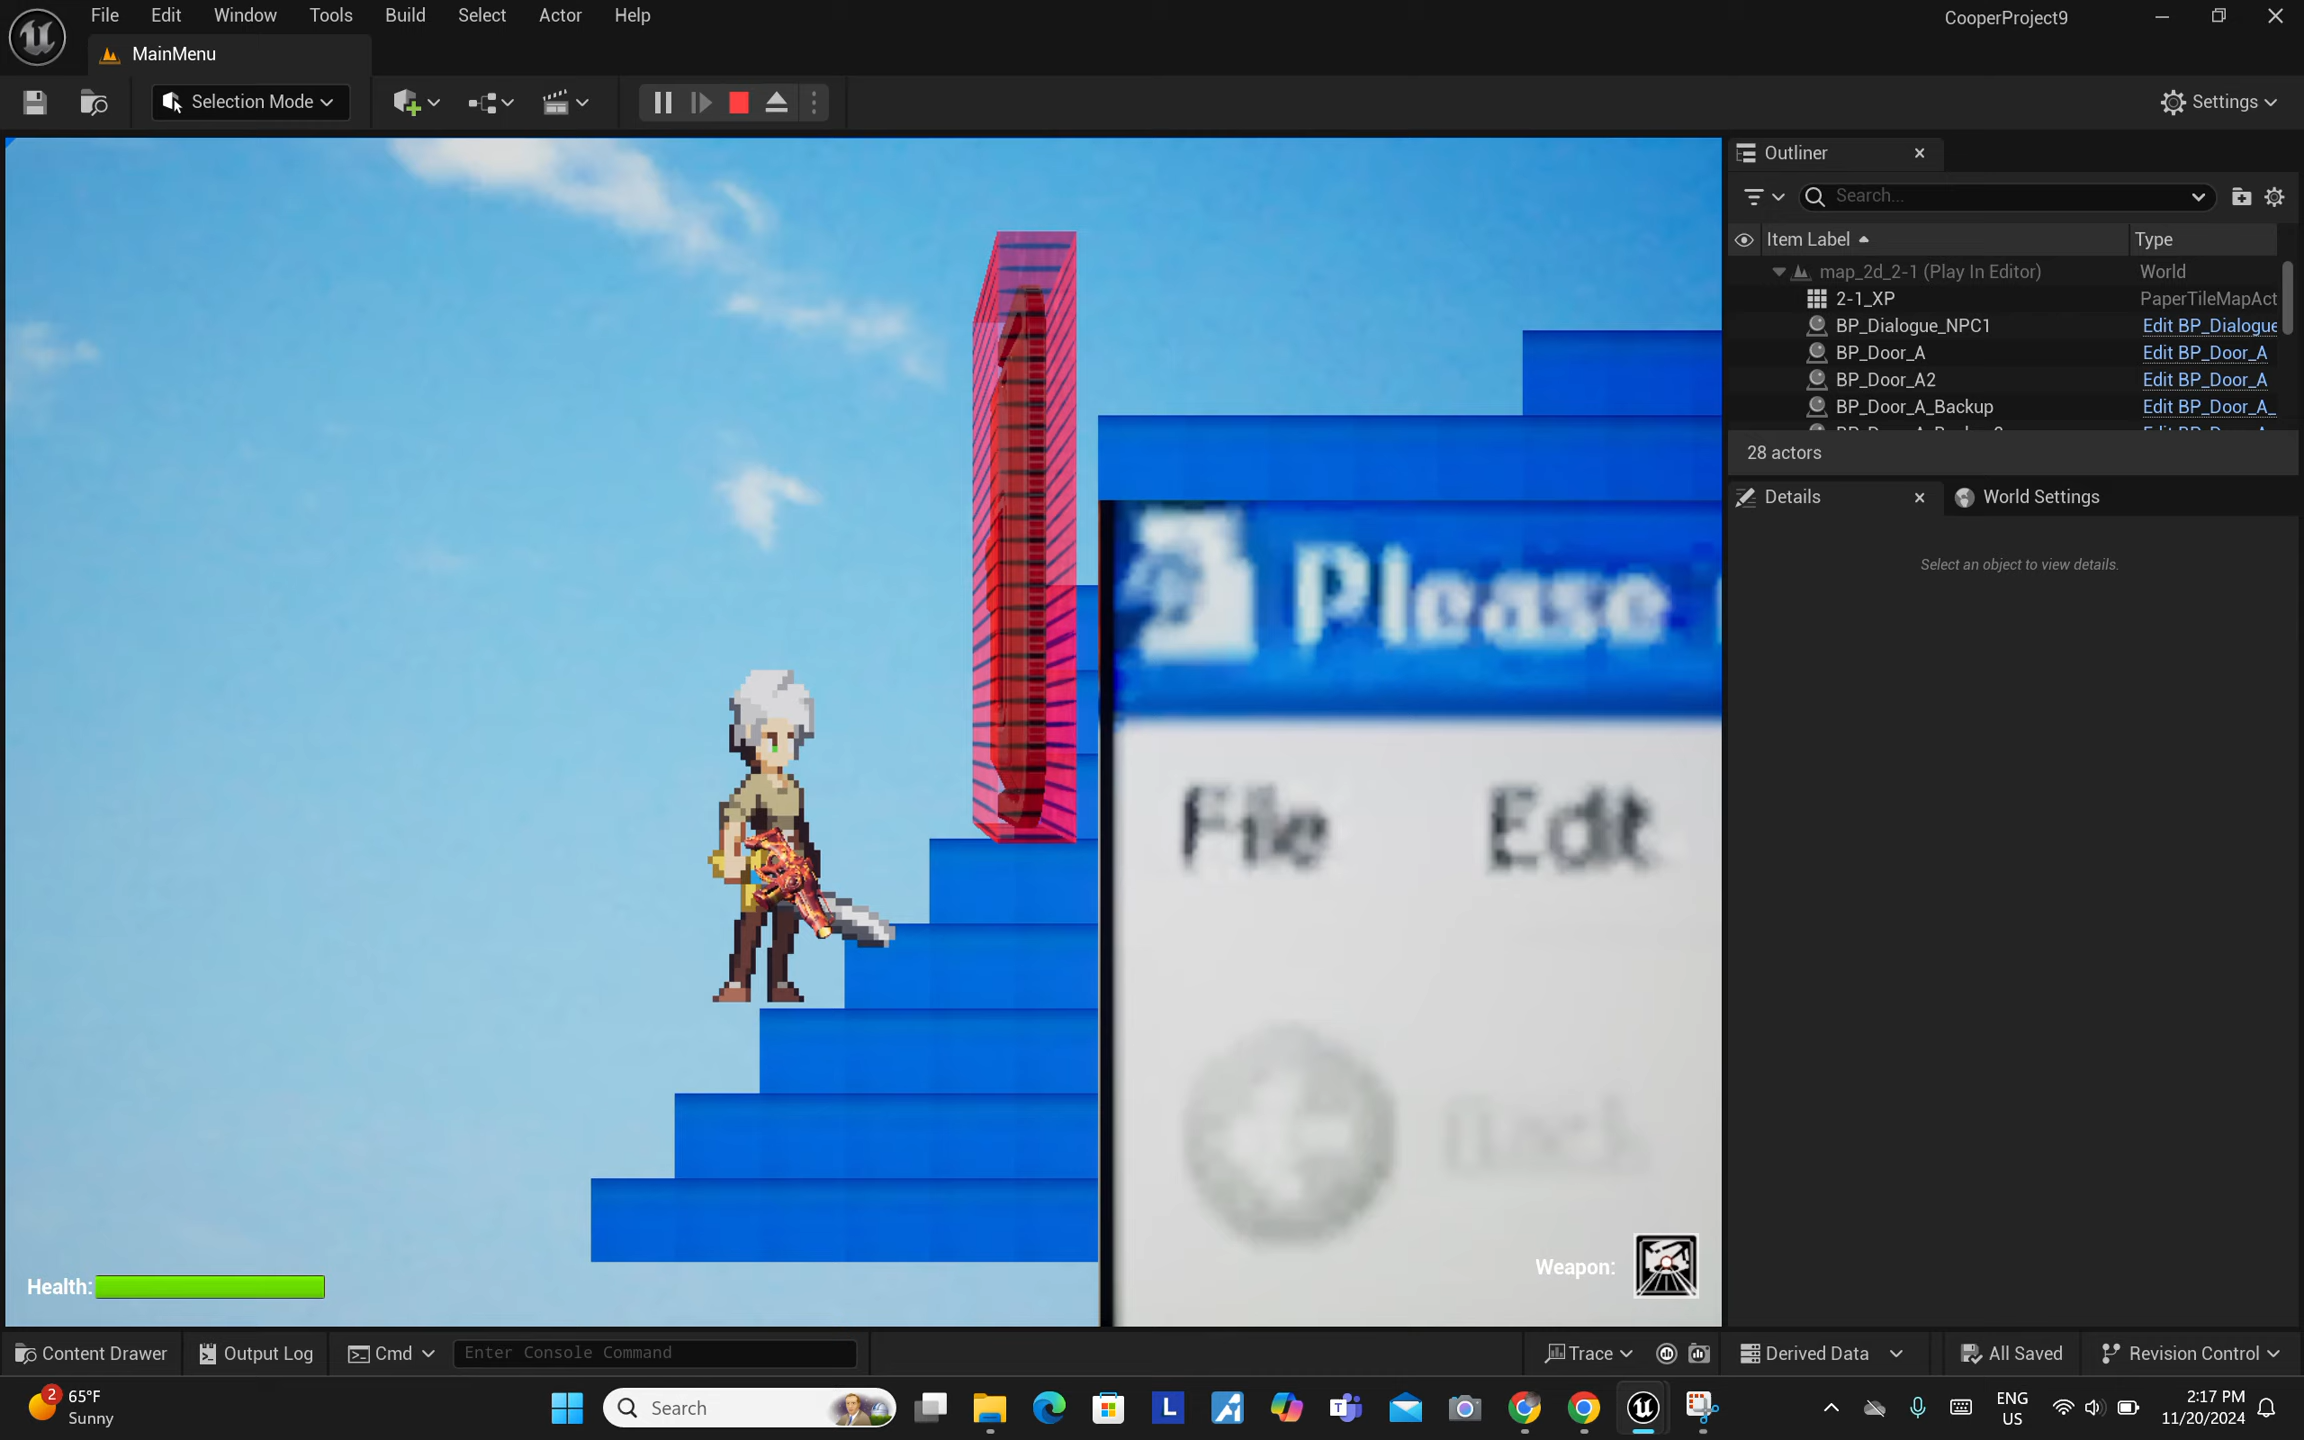 File Edit Window Tools Build Select Actor Help
CooperProject9
MainMenu
Selection Mode
Settings
Outliner
Search...
Item Label Type
map_2d_2-1 (Play In Editor) World
2-1_XP PaperTileMapAct
BP_Dialogue_NPC1 Edit BP_Dialogue
BP_Door_A Edit BP_Door_A
BP_Door_A2 Edit BP_Door_A
BP_Door_A_Backup Edit BP_Door_A_
28 actors
Details World Settings
Select an object to view details.
Please
File Edit
Back
Health:
Weapon:
Content Drawer Output Log Cmd Enter Console Command Trace Derived Data All Saved Revision Control
2 65°F
Sunny
Search
L
ENG
US
2:17 PM
11/20/2024